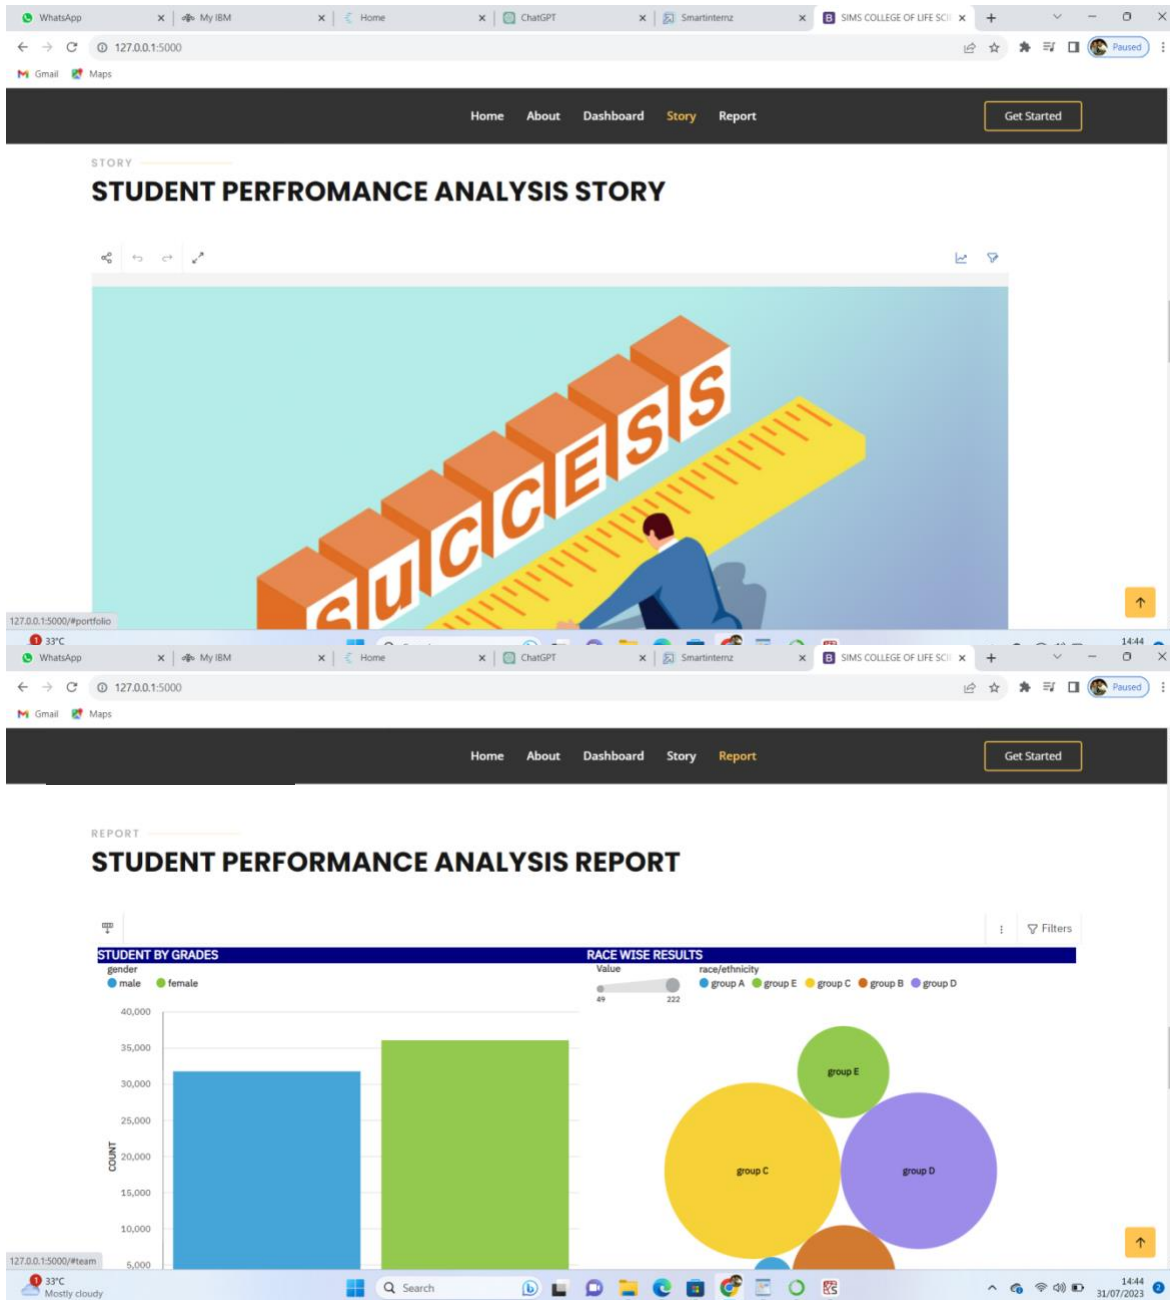 WhatsApp My IBM Home ChatGPT Smartinternz SIMS COLLEGE OF LIFE SCI
127.0.0.1:5000 Paused
Gmail Maps
Home About Dashboard Story Report Get Started
STORY
STUDENT PERFROMANCE ANALYSIS STORY
SuCCESS
127.0.0.1:5000/#portfolio
1 33°C 14:44
WhatsApp My IBM Home ChatGPT Smartinternz SIMS COLLEGE OF LIFE SCI
127.0.0.1:5000 Paused
Gmail Maps
Home About Dashboard Story Report Get Started
REPORT
STUDENT PERFORMANCE ANALYSIS REPORT
Filters
STUDENT BY GRADES RACE WISE RESULTS
gender Value race/ethnicity
male female group A group E group C group B group D
49 222
40,000
35,000
30,000
25,000
20,000
15,000
10,000
5,000
COUNT
group E
group C group D
127.0.0.1:5000/#team
1 33°C
Mostly cloudy
Search
14:44
31/07/2023 2